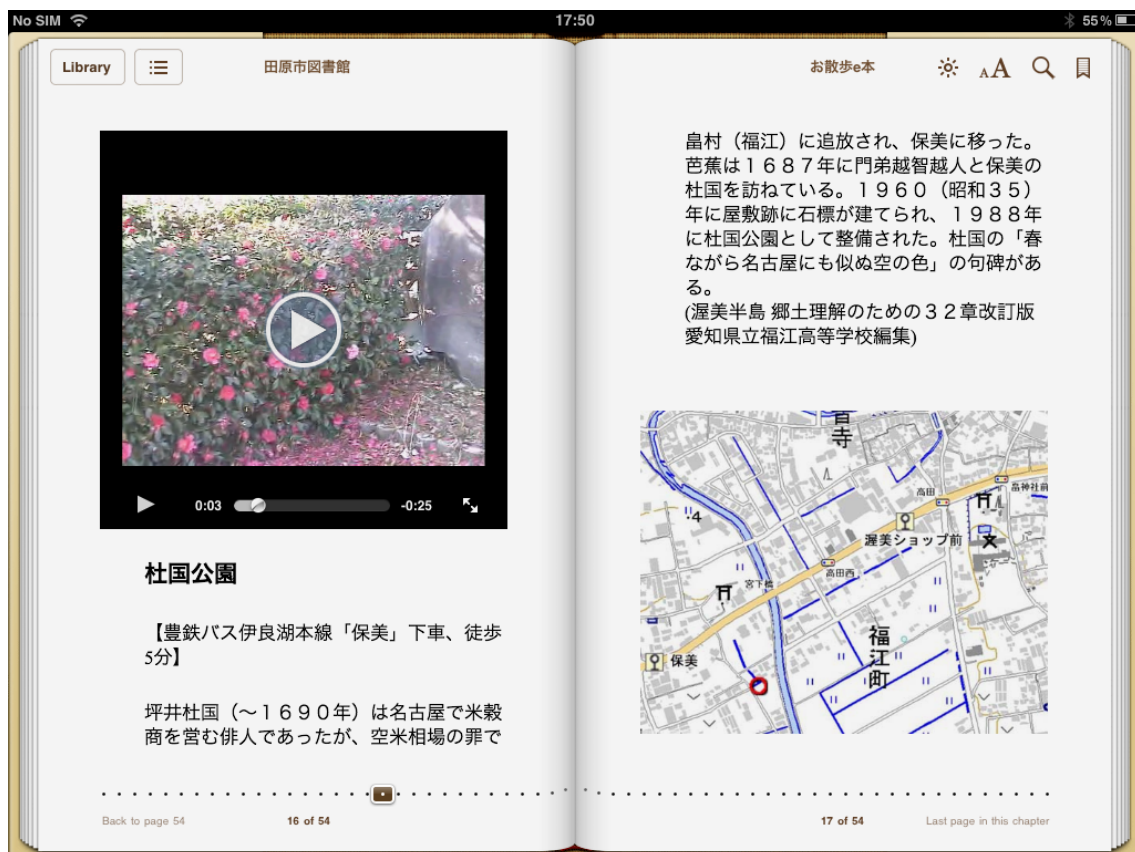 No SIM
17:50
55%
Library
田原市図書館
お散歩e本
AA
0:03
-0:25
杜国公園
【豊鉄バス伊良湖本線「保美」下車、徒歩
5分】
坪井杜国（～１６９０年）は名古屋で米穀
商を営む俳人であったが、空米相場の罪で
畠村（福江）に追放され、保美に移った。
芭蕉は１６８７年に門弟越智越人と保美の
杜国を訪ねている。１９６０（昭和３５）
年に屋敷跡に石標が建てられ、１９８８年
に杜国公園として整備された。杜国の「春
ながら名古屋にも似ぬ空の色」の句碑があ
る。
(渥美半島 郷土理解のための３２章改訂版
愛知県立福江高等学校編集)
音寺
高田
畠神社前
.4
渥美ショップ前
高田西
宮下橋
福江町
保美
Back to page 54
16 of 54
17 of 54
Last page in this chapter